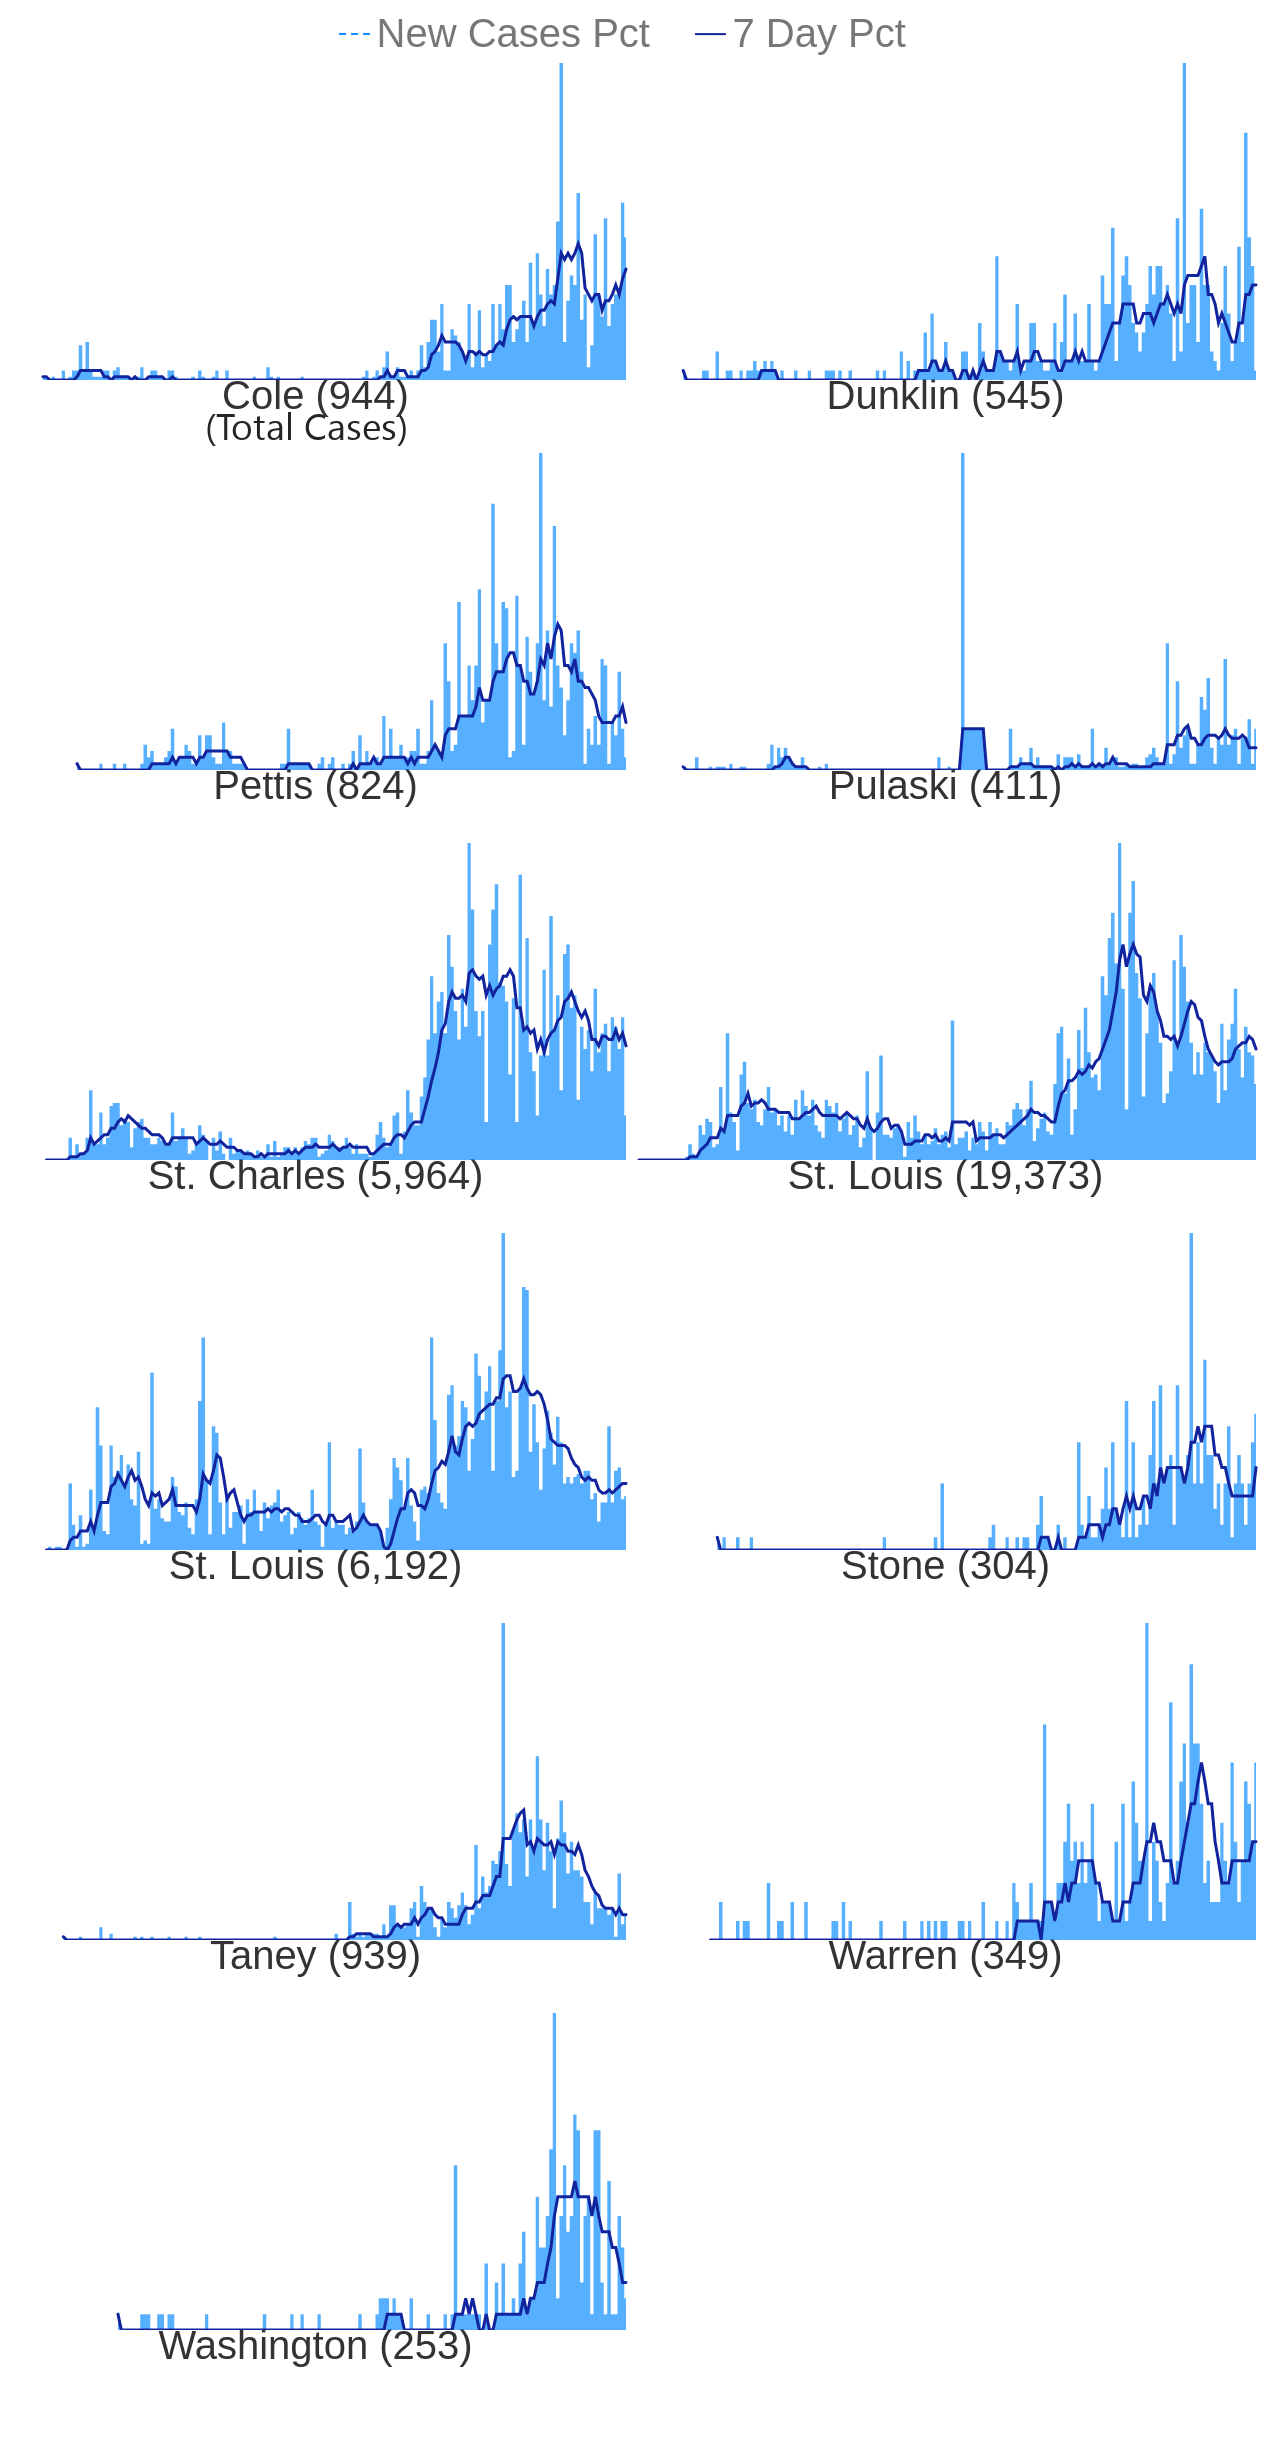 New Cases Pct 7 Day Pct
Cole (944) Dunklin (545)
(Total Cases)
Pettis (824) Pulaski (411)
St. Charles (5,964) St. Louis (19,373)
St. Louis (6,192) Stone (304)
Taney (939) Warren (349)
Washington (253)